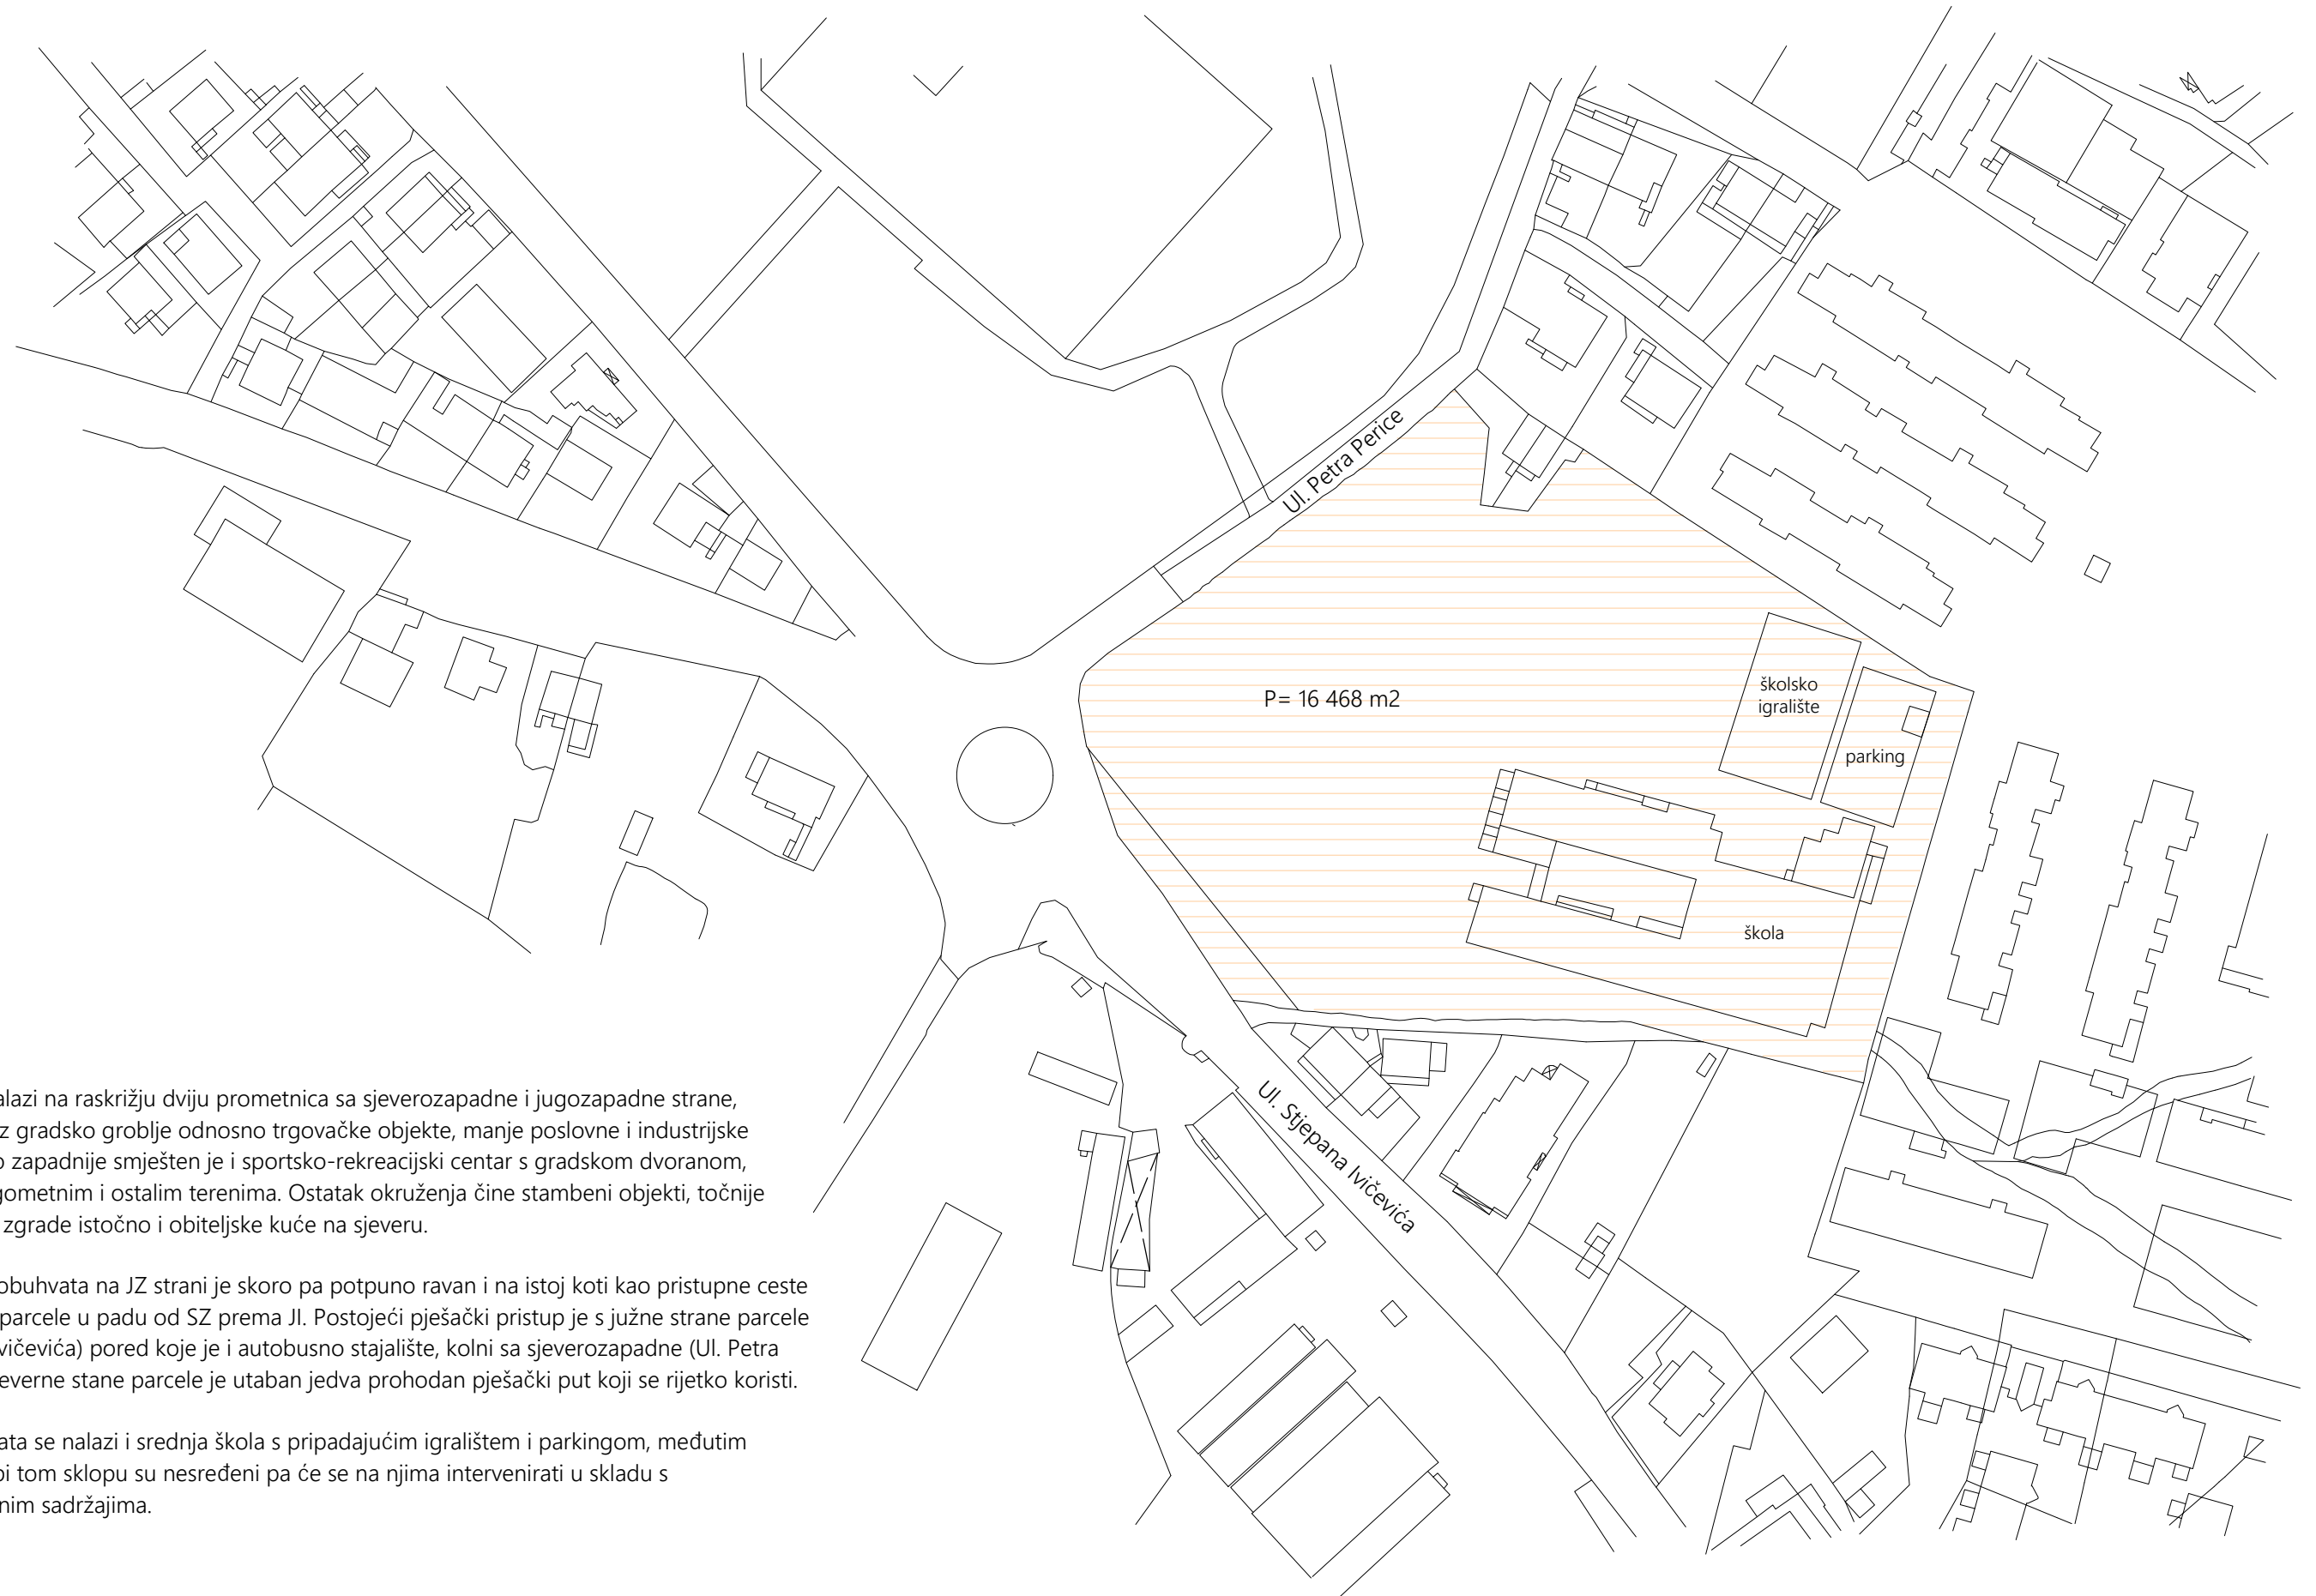 Ul. Petra Perice
P= 16 468 m2
školsko
igralište
parking
škola
Ul. Stjepana Ivičevića
alazi na raskrižju dviju prometnica sa sjeverozapadne i jugozapadne strane,
z gradsko groblje odnosno trgovačke objekte, manje poslovne i industrijske
o zapadnije smješten je i sportsko-rekreacijski centar s gradskom dvoranom,
gometnim i ostalim terenima. Ostatak okruženja čine stambeni objekti, točnije
zgrade istočno i obiteljske kuće na sjeveru.
obuhvata na JZ strani je skoro pa potpuno ravan i na istoj koti kao pristupne ceste
parcele u padu od SZ prema JI. Postojeći pješački pristup je s južne strane parcele
vičevića) pored koje je i autobusno stajalište, kolni sa sjeverozapadne (Ul. Petra
everne stane parcele je utaban jedva prohodan pješački put koji se rijetko koristi.
ata se nalazi i srednja škola s pripadajućim igralištem i parkingom, međutim
oi tom sklopu su nesređeni pa će se na njima intervenirati u skladu s
nim sadržajima.